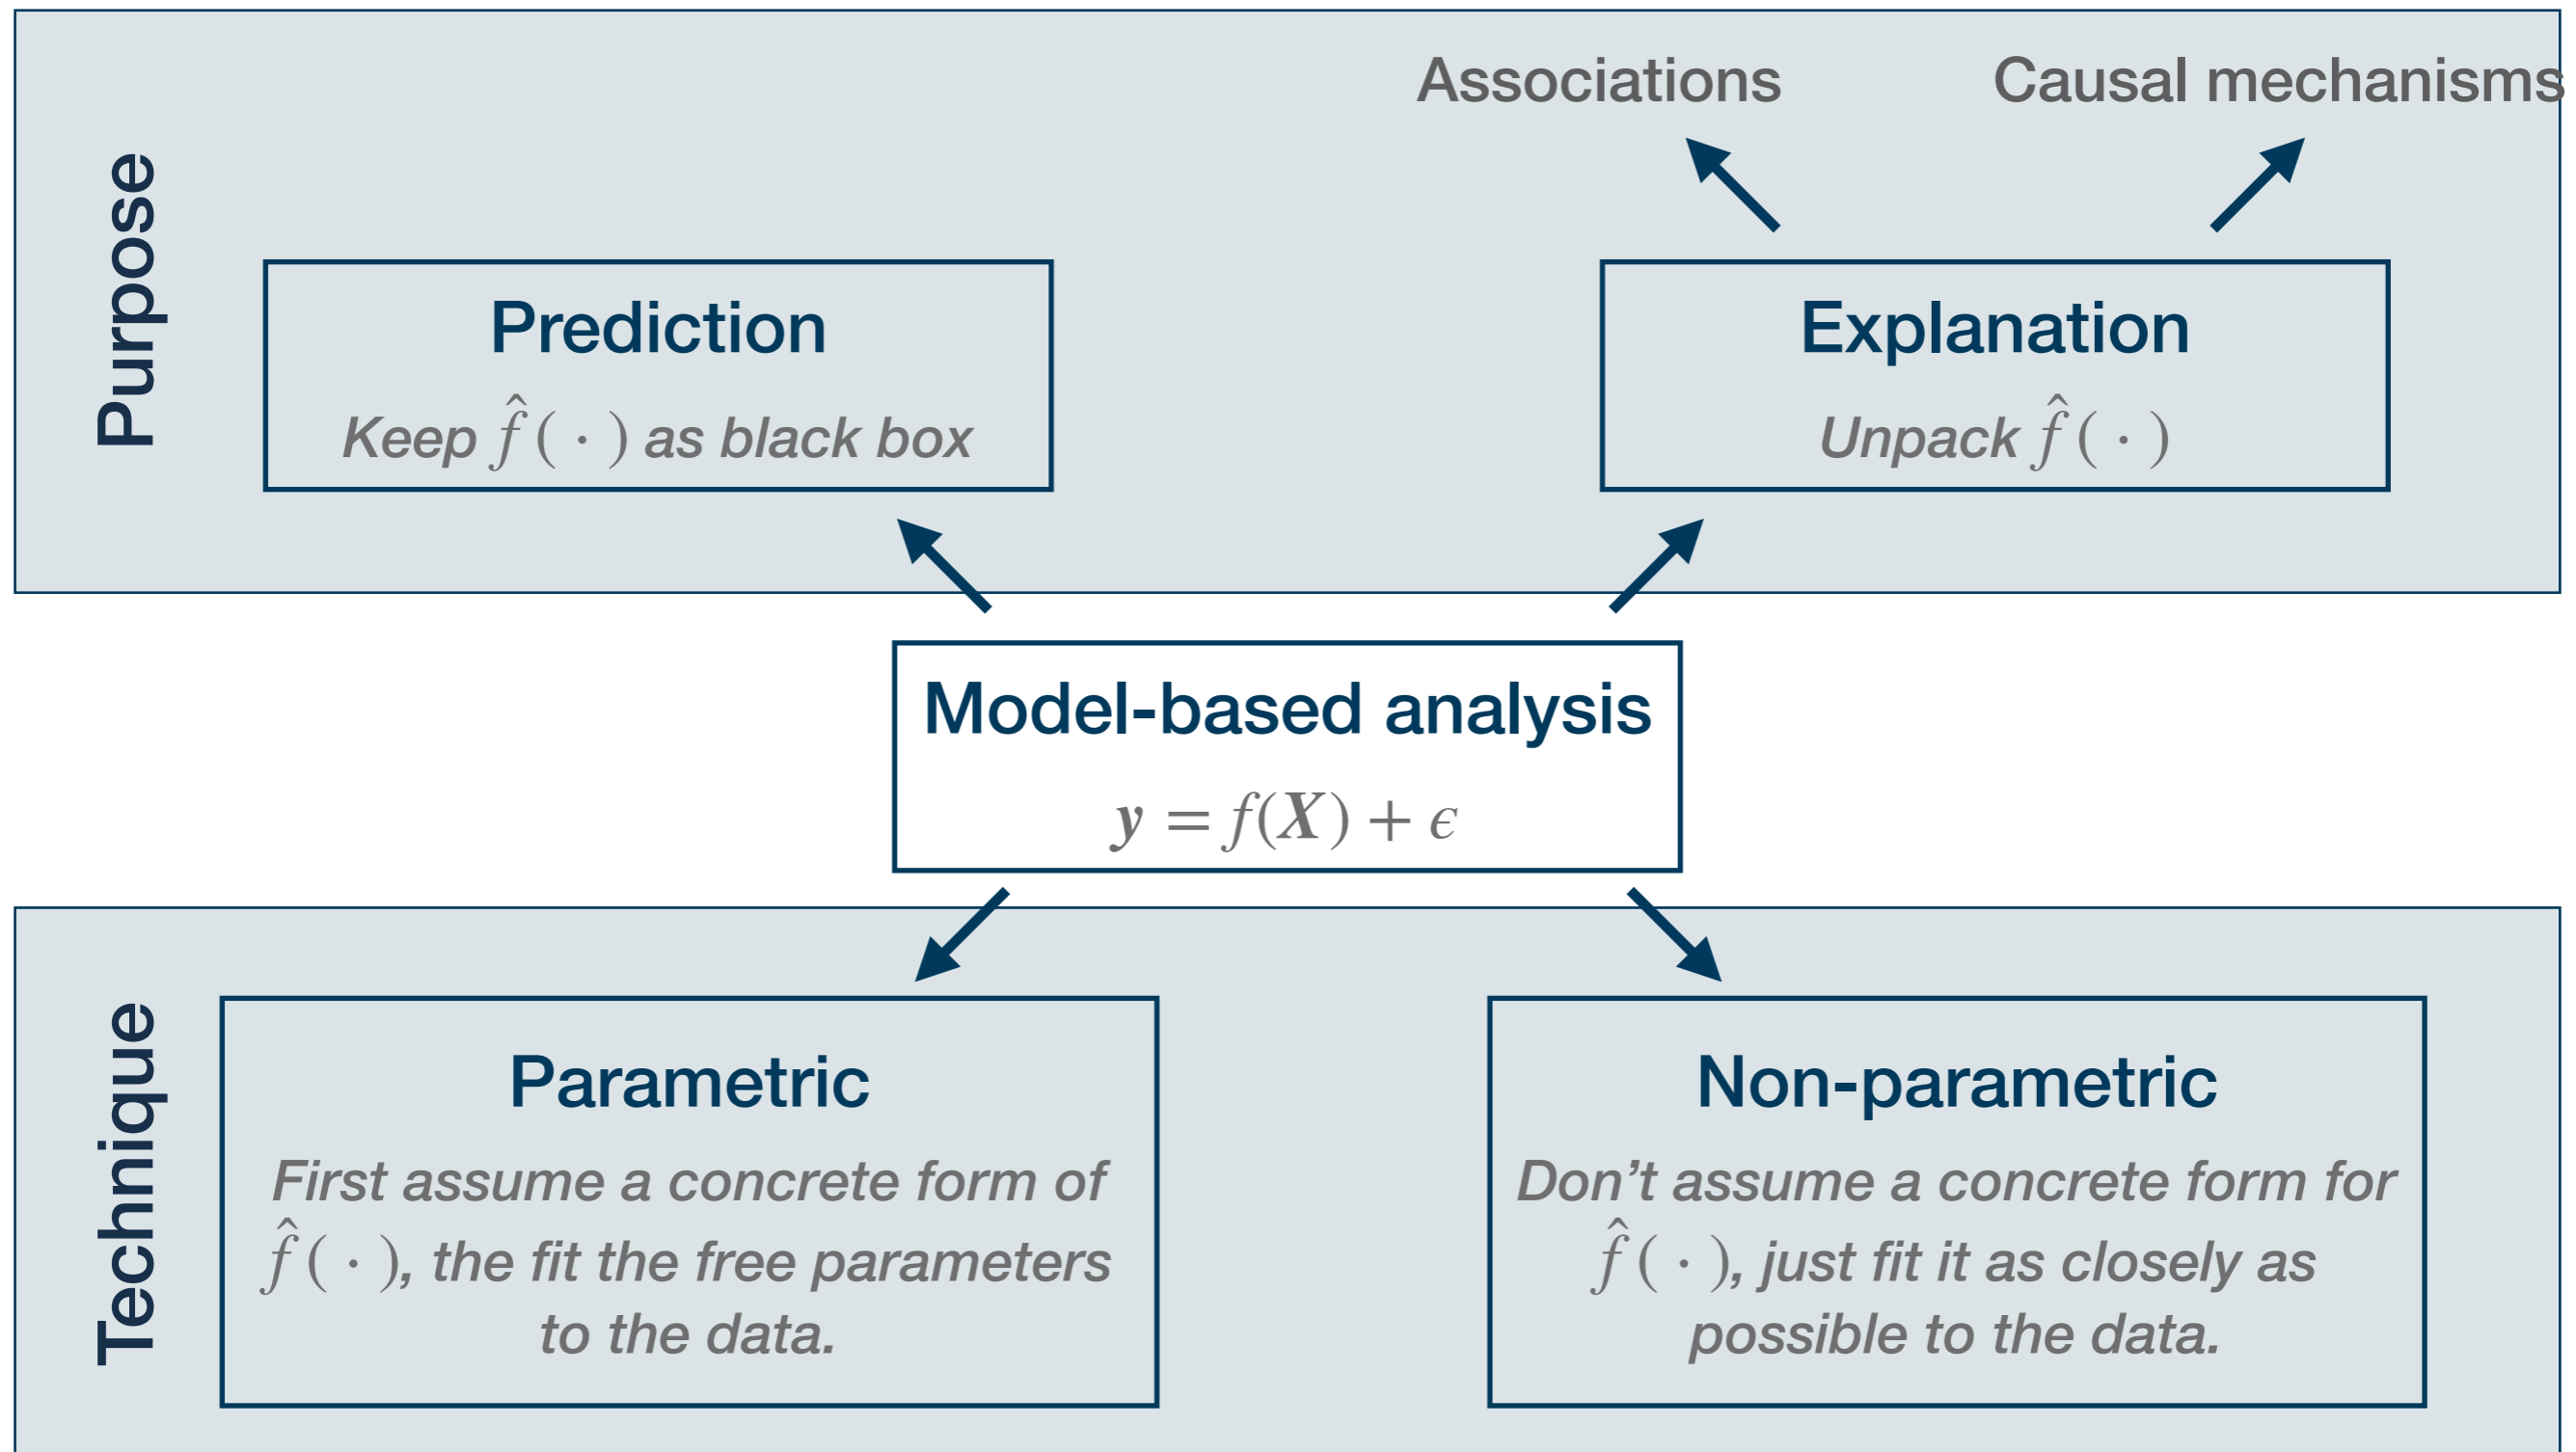 Associations
Causal mechanisms
Purpose
Prediction
Keep f̂ ( · ) as black box
Explanation
Unpack f̂ ( · )
Model-based analysis
y = f(X) + ϵ
Technique
Parametric
First assume a concrete form of
f̂ ( · ), the fit the free parameters
to the data.
Non-parametric
Don’t assume a concrete form for
f̂ ( · ), just fit it as closely as
possible to the data.